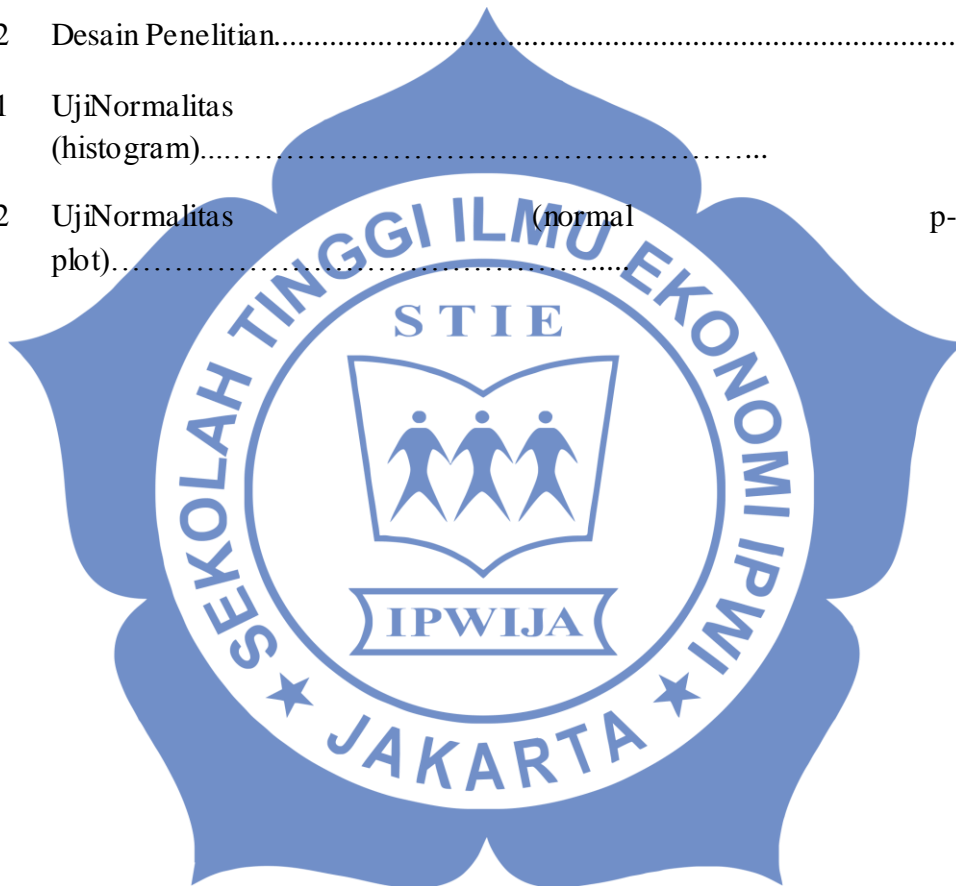 2 Desain Penelitian....................................................................................
1 UjiNormalitas
(histogram)....…………………………………………...
2 UjiNormalitas (normal p-
plot)……………………………………….....
SEKOLAH TINGGI ILMU EKONOMI IPWI
STIE
IPWIJA
★ JAKARTA ★